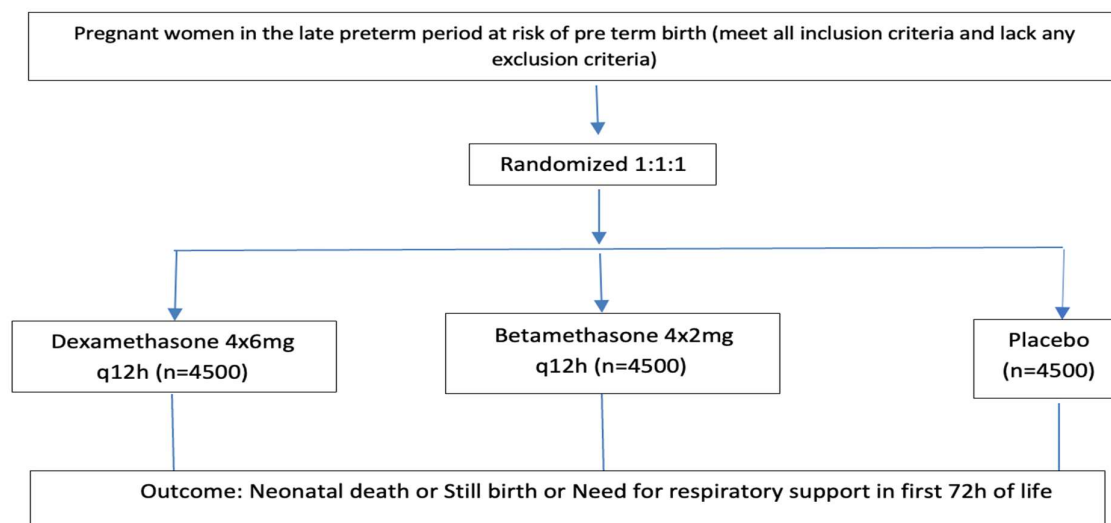 Pregnant women in the late preterm period at risk of pre term birth (meet all inclusion criteria and lack any
exclusion criteria)
Randomized 1:1:1
Dexamethasone 4x6mg
q12h (n=4500)
Betamethasone 4x2mg
q12h (n=4500)
Placebo
(n=4500)
Outcome: Neonatal death or Still birth or Need for respiratory support in first 72h of life